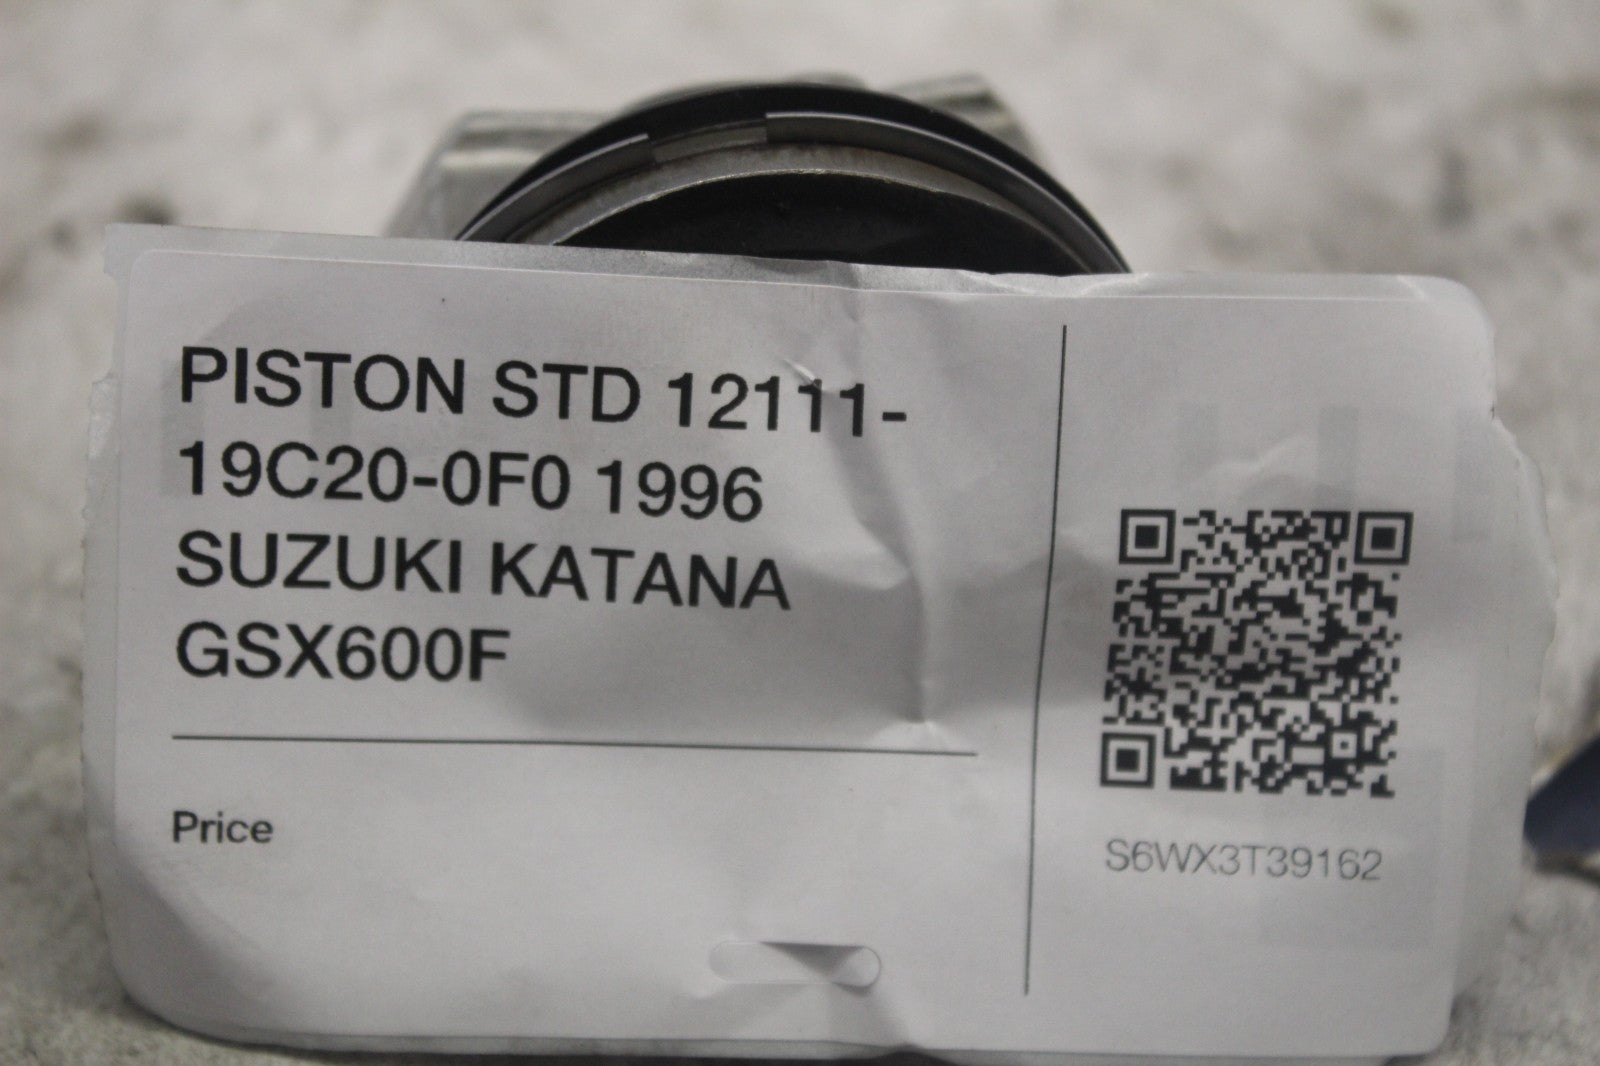 PISTON STD 12111-
19C20-0F0 1996
SUZUKI KATANA
GSX600F
Price
S6WX3T39162